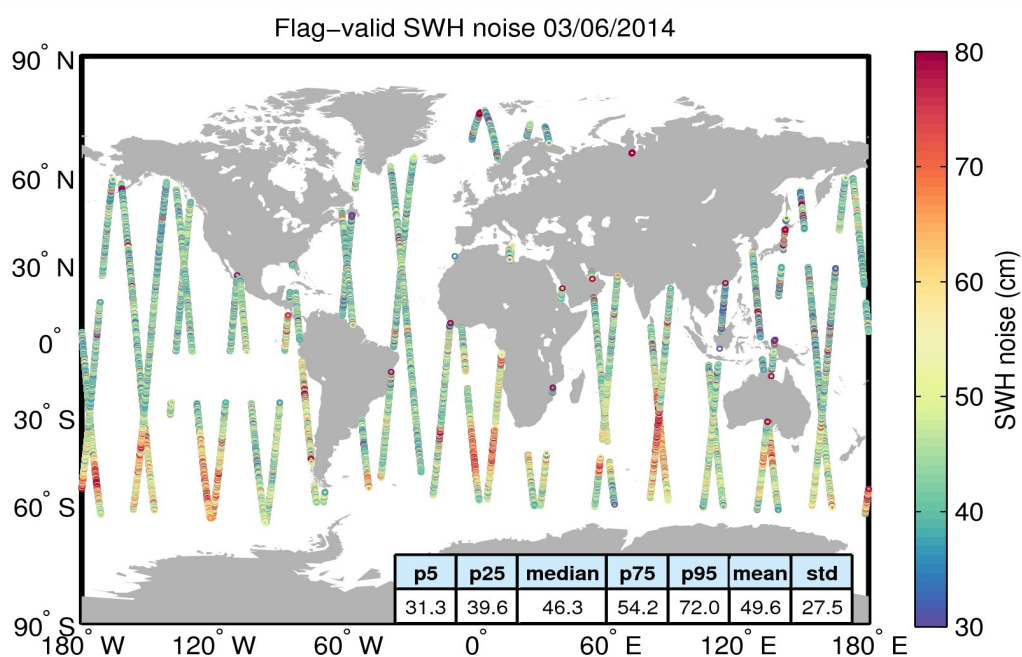 Flag−valid SWH noise 03/06/2014
90° N
60° N
30° N
0°
30° S
60° S
90° S
180° W
120° W
60° W
0°
60° E
120° E
180° E
80
70
60
50
40
30
SWH noise (cm)
p5 p25 median p75 p95 mean std
31.3 39.6 46.3 54.2 72.0 49.6 27.5